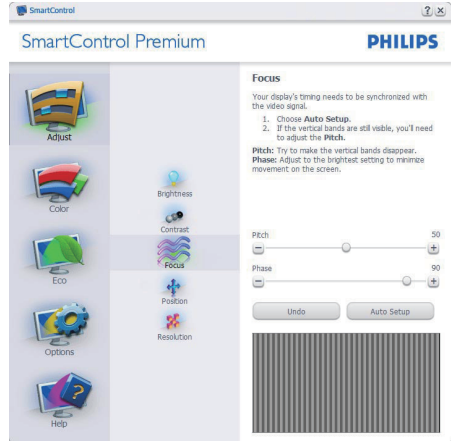 SmartControl
SmartControl Premium
PHILIPS
Adjust
Color
Eco
Options
Help
Brightness
Contrast
Focus
Position
Resolution
Focus
Your display's timing needs to be synchronized with
the video signal.
1. Choose Auto Setup.
2. If the vertical bands are still visible, you'll need
to adjust the Pitch.
Pitch: Try to make the vertical bands disappear.
Phase: Adjust to the brightest setting to minimize
movement on the screen.
Pitch 50
Phase 90
Undo Auto Setup